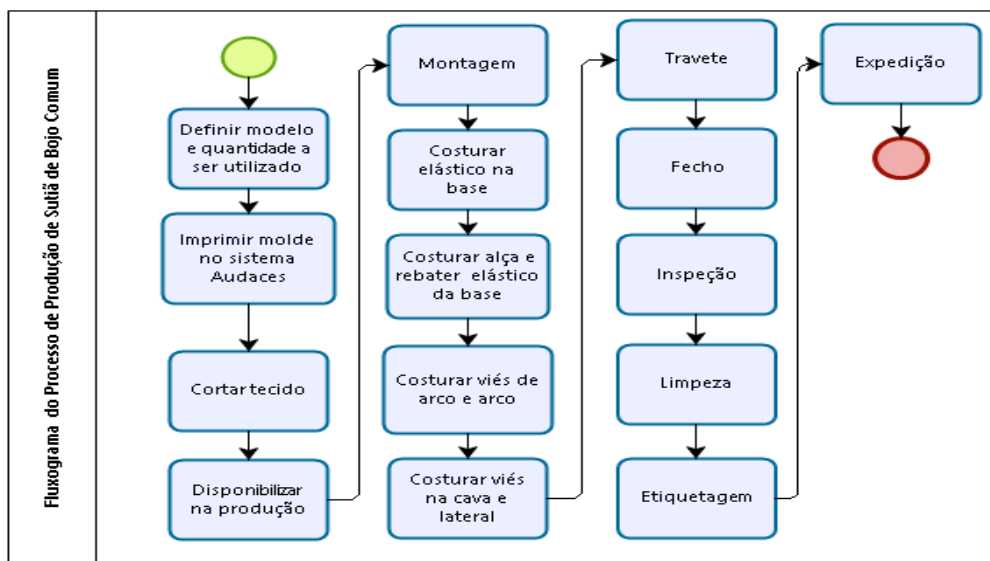 Fluxograma do Processo de Produção de Sutiã de Bojo Comum
Definir modelo
e quantidade a
ser utilizado
Imprimir molde
no sistema
Audaces
Cortar tecido
Disponibilizar
na produção
Montagem
Costurar
elástico na
base
Costurar alça e
rebater elástico
da base
Costurar viés de
arco e arco
Costurar viés
na cava e
lateral
Travete
Fecho
Inspeção
Limpeza
Etiquetagem
Expedição